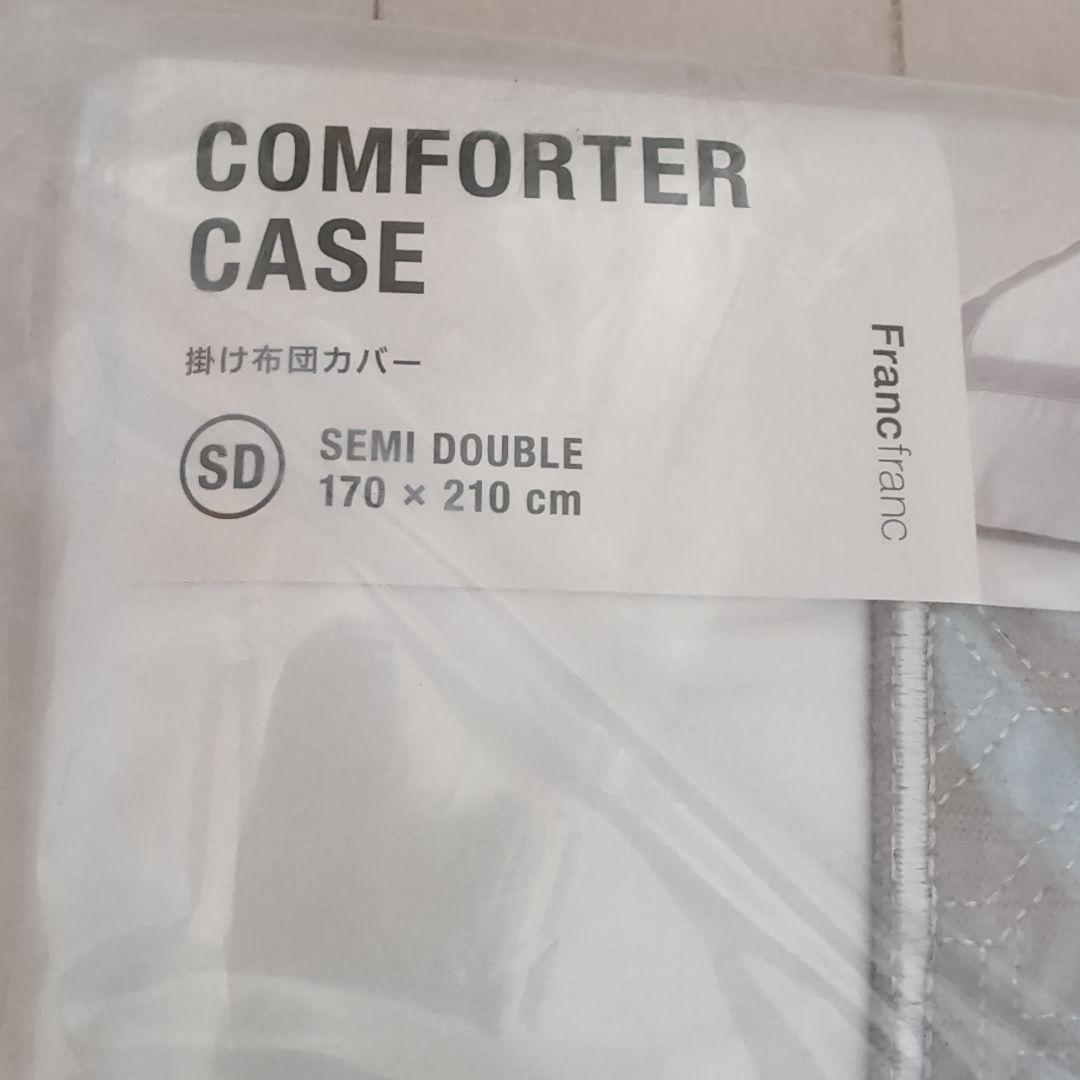 COMFORTER
CASE
掛け布団カバー
SD
SEMI DOUBLE
170 × 210 cm
Francfranc